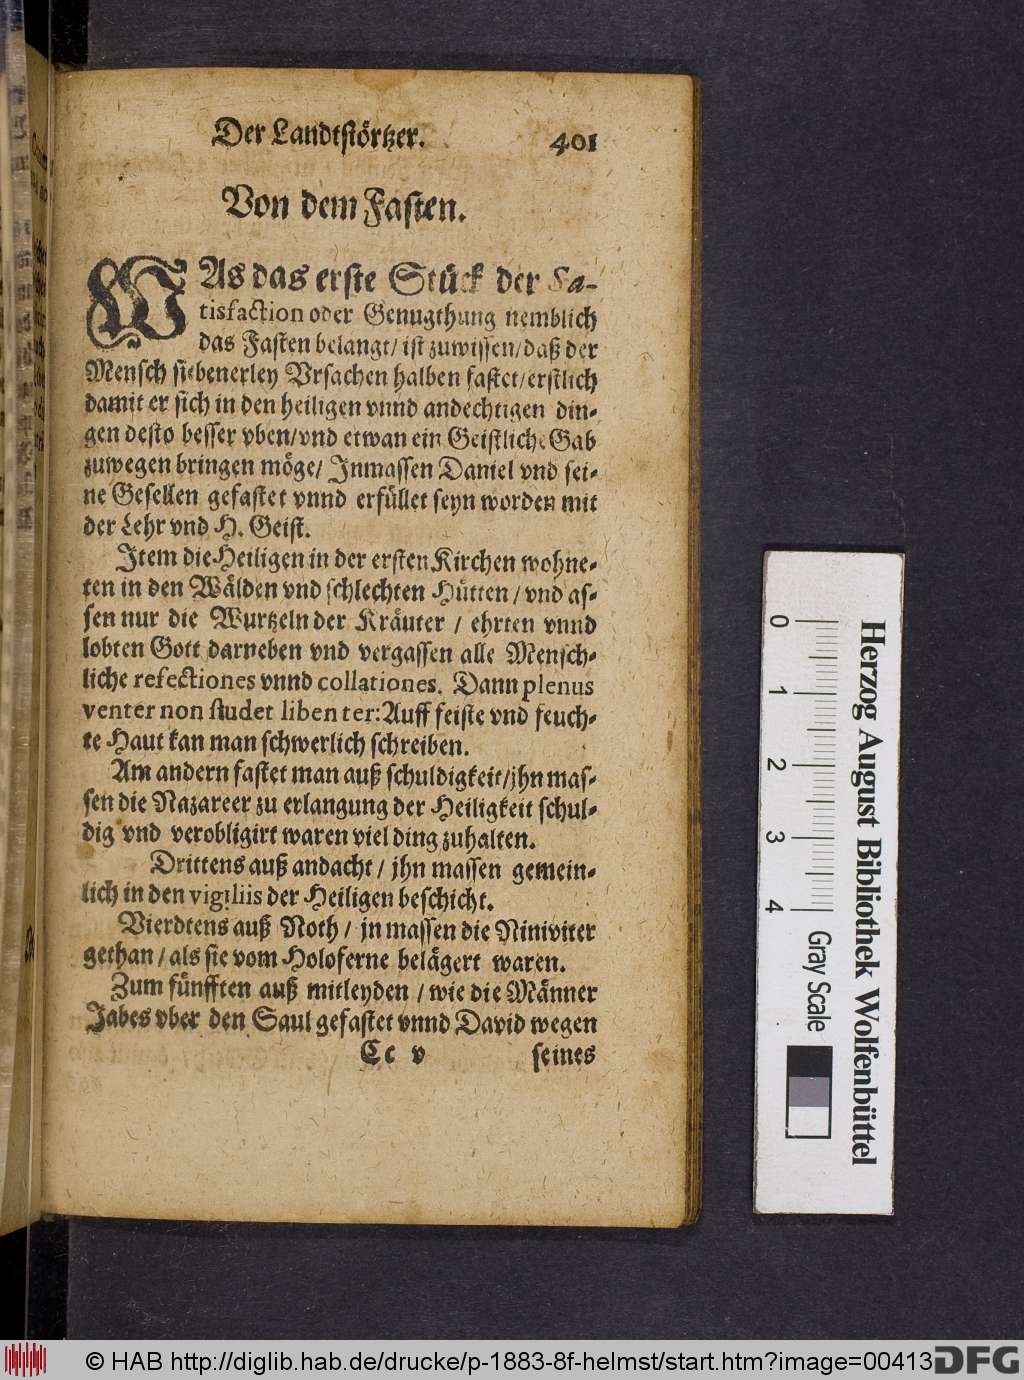 Der Landtstörtzer. 401
Von dem Fasten.
WAs das erste Stück der Sa-
tisfaction oder Genugthung nemblich
das Fasten belangt/ ist zuwissen/ daß der
Mensch siebenerley Vrsachen halben fastet/ erstlich
damit er sich in den heiligen vnnd andechtigen din-
gen desto besser vben/ vnd etwan ein Geistliche Gab
zuwegen bringen möge/ Inmassen Daniel vnd sei-
ne Gesellen gefastet vnnd erfüllet seyn worden mit
der Lehr vnd H. Geist.
Item die Heiligen in der ersten Kirchen wohne-
ten in den Wälden vnd schlechten Hütten / vnd as-
sen nur die Wurtzeln der Kräuter / ehrten vnnd
lobten Gott darneben vnd vergassen alle Mensch-
liche refectiones vnnd collationes. Dann plenus
venter non studet libenter: Auff feiste vnd feuch-
te Haut kan man schwerlich schreiben.
Am andern fastet man auß schuldigkeit/ jhn mas-
sen die Nazareer zu erlangung der Heiligkeit schul-
dig vnd verobligirt waren viel ding zuhalten.
Drittens auß andacht / jhn massen gemein-
lich in den vigiliis der Heiligen beschicht.
Vierdtens auß Noth / jn massen die Niniviter
gethan / als sie vom Holoferne belägert waren.
Zum fünfften auß mitleyden / wie die Männer
Jabes vber den Saul gefastet vnnd David wegen
Cc v seines
0 1 2 3 4
Gray Scale
Herzog August Bibliothek Wolfenbüttel
© HAB http://diglib.hab.de/drucke/p-1883-8f-helmst/start.htm?image=00413
DFG